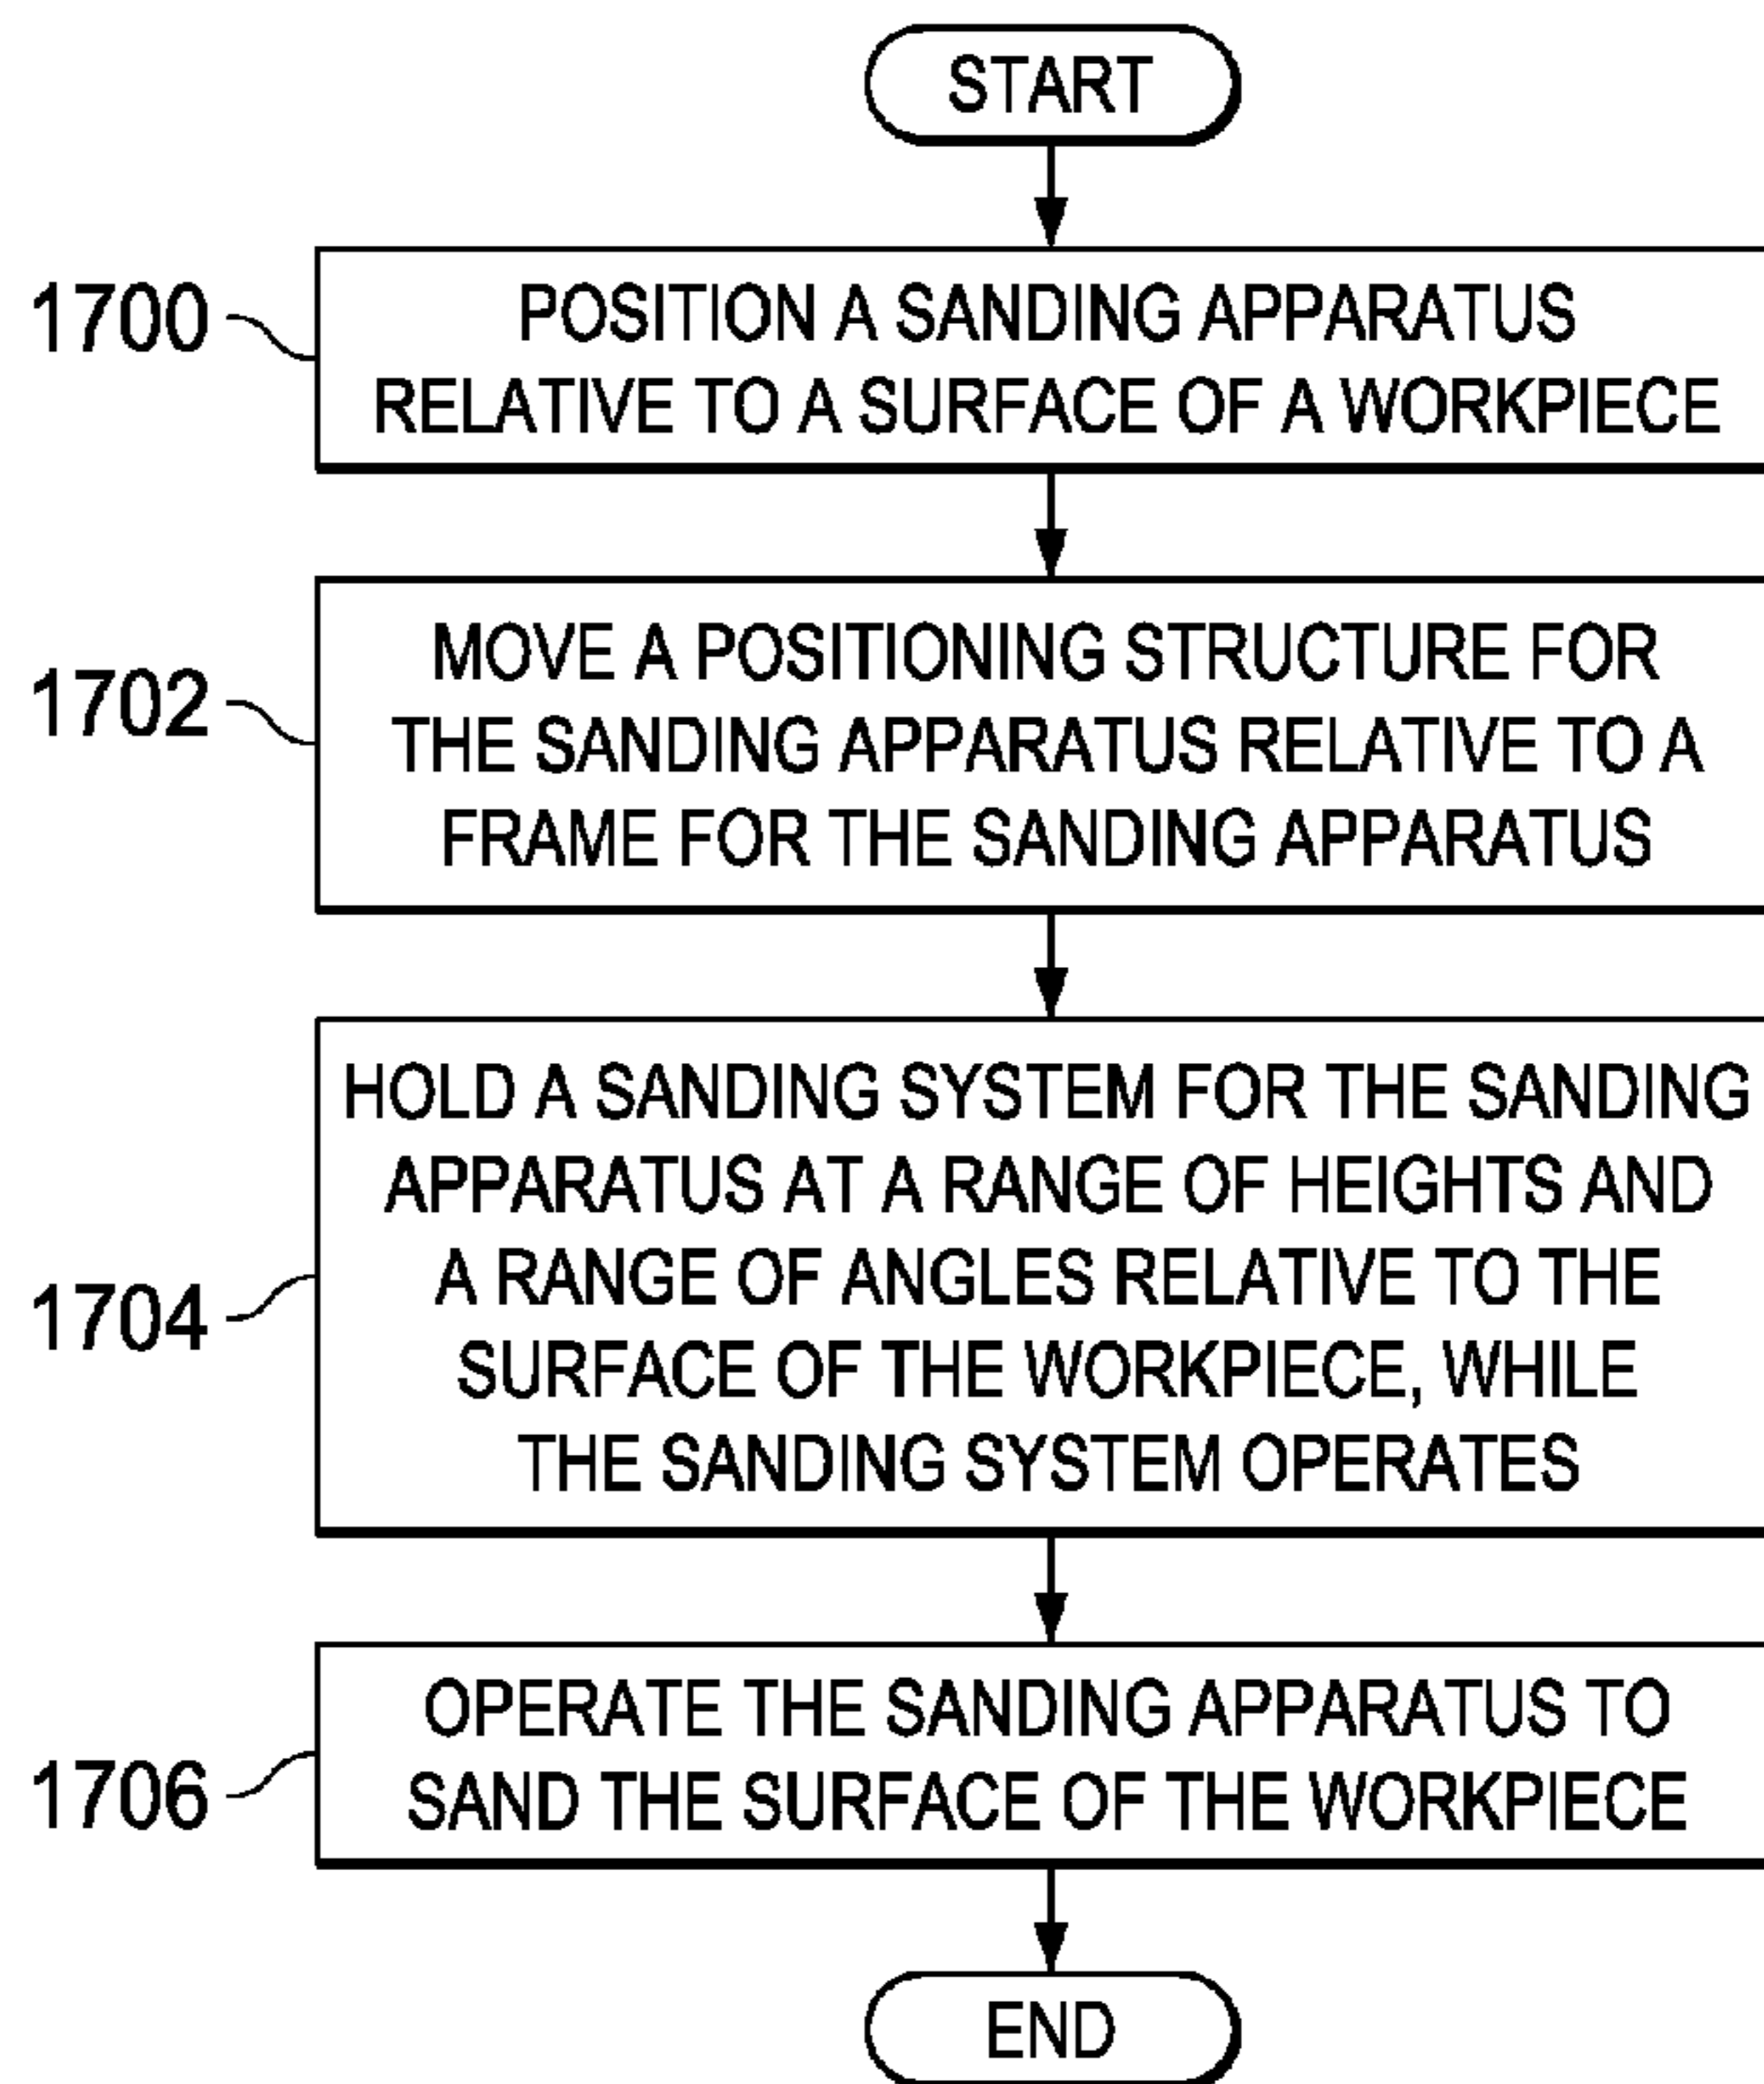 START
1700
POSITION A SANDING APPARATUS
RELATIVE TO A SURFACE OF A WORKPIECE
1702
MOVE A POSITIONING STRUCTURE FOR
THE SANDING APPARATUS RELATIVE TO A
FRAME FOR THE SANDING APPARATUS
1704
HOLD A SANDING SYSTEM FOR THE SANDING
APPARATUS AT A RANGE OF HEIGHTS AND
A RANGE OF ANGLES RELATIVE TO THE
SURFACE OF THE WORKPIECE, WHILE
THE SANDING SYSTEM OPERATES
1706
OPERATE THE SANDING APPARATUS TO
SAND THE SURFACE OF THE WORKPIECE
END